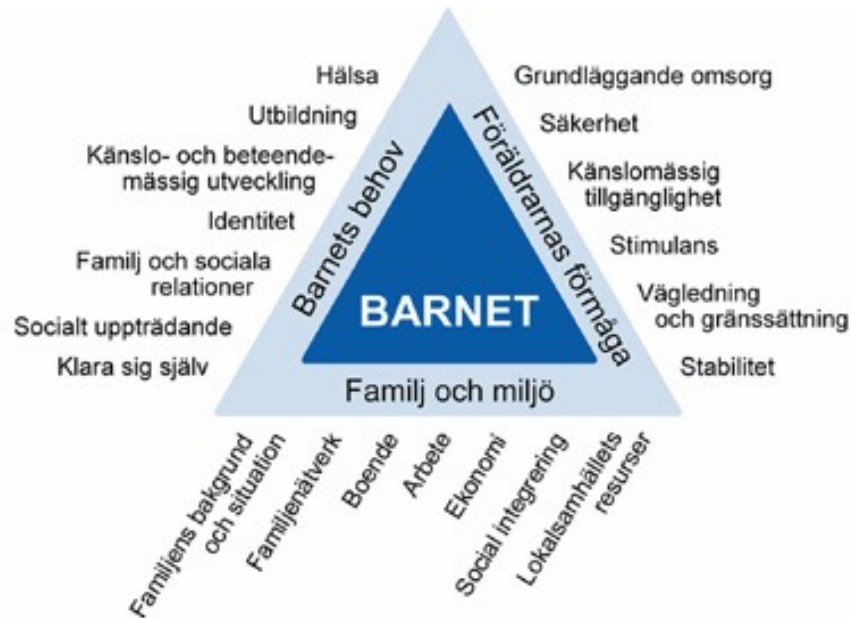 Hälsa
Utbildning
Känslo- och beteende-
mässig utveckling
Identitet
Familj och sociala
relationer
Socialt uppträdande
Klara sig själv
Barnets behov
BARNET
Föräldrarnas förmåga
Grundläggande omsorg
Säkerhet
Känslomässig
tillgänglighet
Stimulans
Vägledning
och gränssättning
Stabilitet
Familj och miljö
Familjens bakgrund
och situation
Familjenätverk
Boende
Arbete
Ekonomi
Social integrering
Lokalsamhällets
resurser